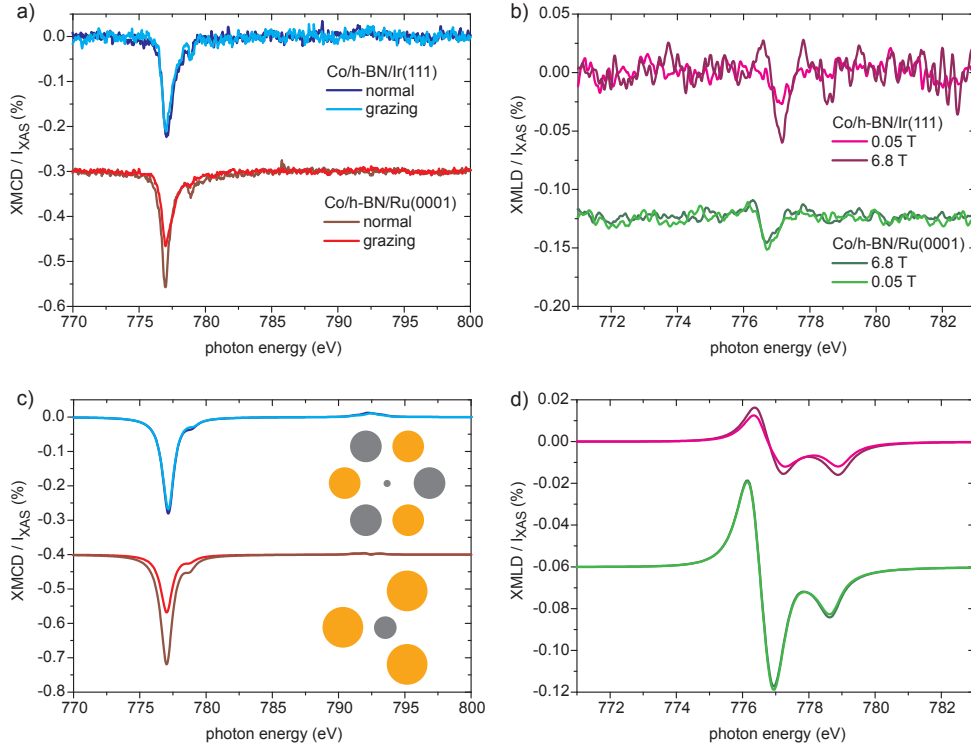 a)
0.0
-0.1
-0.2
-0.3
-0.4
-0.5
-0.6
XMCD / I_XAS (%)
Co/h-BN/Ir(111)
normal
grazing
Co/h-BN/Ru(0001)
normal
grazing
770 775 780 785 790 795 800
photon energy (eV)
b)
0.00
-0.05
-0.10
-0.15
-0.20
XMLD / I_XAS (%)
Co/h-BN/Ir(111)
0.05 T
6.8 T
Co/h-BN/Ru(0001)
6.8 T
0.05 T
772 774 776 778 780 782
photon energy (eV)
c)
0.0
-0.1
-0.2
-0.3
-0.4
-0.5
-0.6
-0.7
-0.8
XMCD / I_XAS (%)
770 775 780 785 790 795 800
photon energy (eV)
d)
0.02
0.00
-0.02
-0.04
-0.06
-0.08
-0.10
-0.12
XMLD / I_XAS (%)
772 774 776 778 780 782
photon energy (eV)